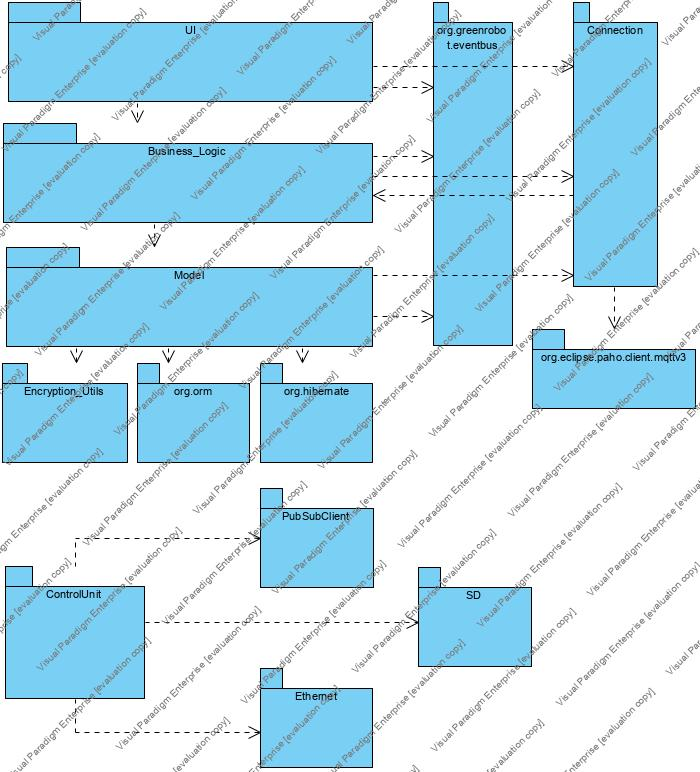 UI
org.greenrobo
t.eventbus
Connection
Business_Logic
Model
org.eclipse.paho.client.mqttv3
Encryption_Utils
org.orm
org.hibernate
PubSubClient
ControlUnit
SD
Ethernet
Visual Paradigm Enterprise [evaluation copy]